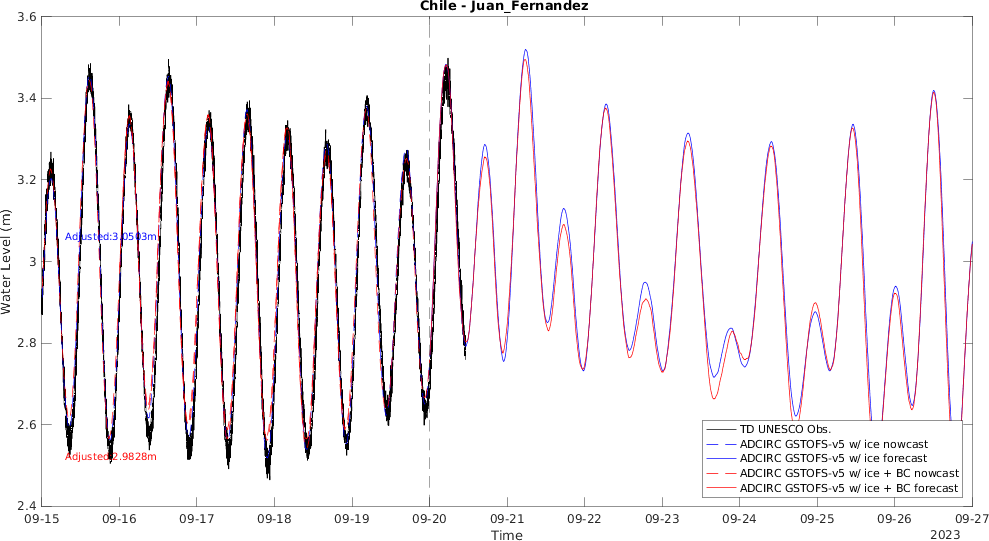 Chile - Juan_Fernandez
3.6
3.4
3.2
3
2.8
2.6
2.4
Water Level (m)
Adjusted:3.0503m
Adjusted:2.9828m
TD UNESCO Obs.
ADCIRC GSTOFS-v5 w/ ice nowcast
ADCIRC GSTOFS-v5 w/ ice forecast
ADCIRC GSTOFS-v5 w/ ice + BC nowcast
ADCIRC GSTOFS-v5 w/ ice + BC forecast
09-15 09-16 09-17 09-18 09-19 09-20 09-21 09-22 09-23 09-24 09-25 09-26 09-27
Time
2023